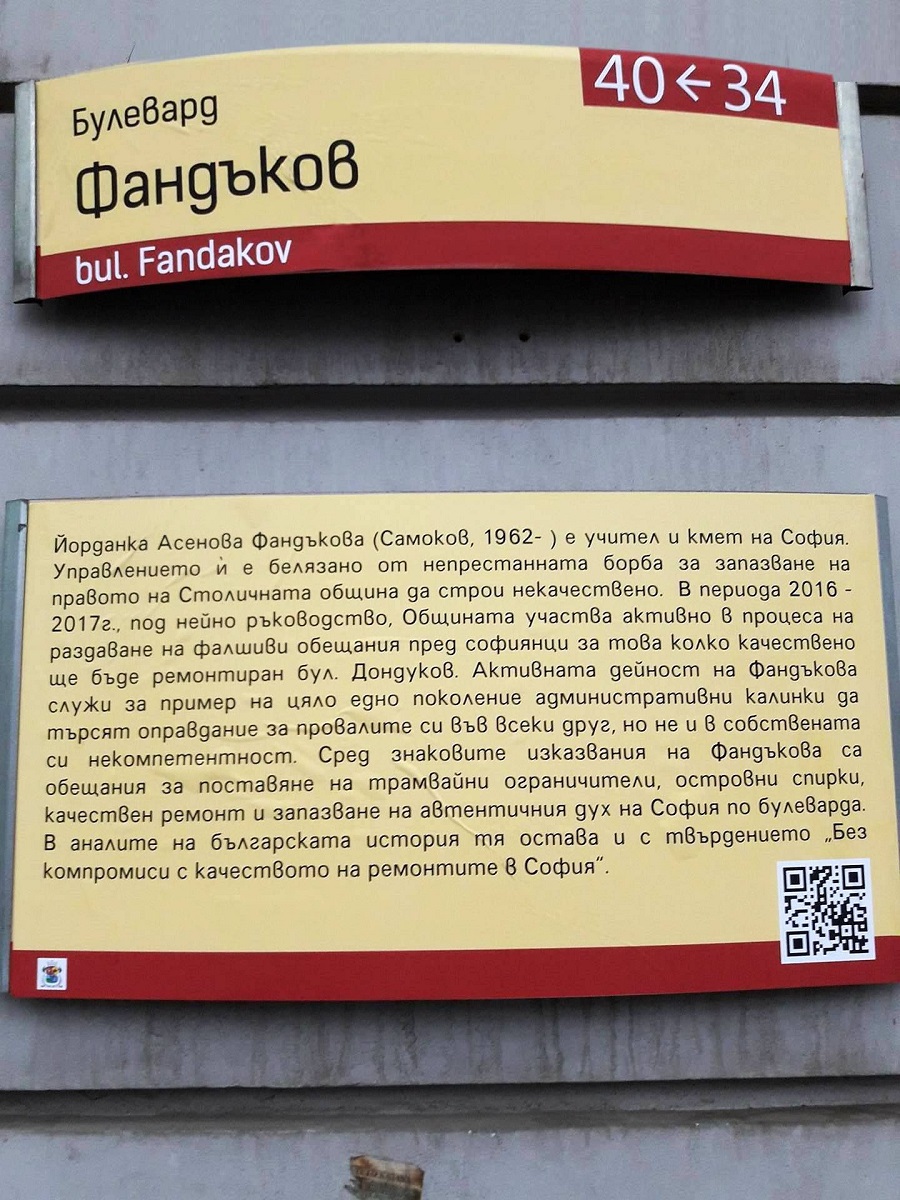 Булевард
40 ← 34
Фандъков
bul. Fandakov
Йорданка Асенова Фандъкова (Самоков, 1962- ) е учител и кмет на София.
Управлението ѝ е белязано от непрестанната борба за запазване на
правото на Столичната община да строи некачествено. В периода 2016 -
2017г., под нейно ръководство, Общината участва активно в процеса на
раздаване на фалшиви обещания пред софиянци за това колко качествено
ще бъде ремонтиран бул. Дондуков. Активната дейност на Фандъкова
служи за пример на цяло едно поколение административни калинки да
търсят оправдание за провалите си във всеки друг, но не и в собствената
си некомпетентност. Сред знаковите изказвания на Фандъкова са
обещания за поставяне на трамвайни ограничители, островни спирки,
качествен ремонт и запазване на автентичния дух на София по булеварда.
В аналите на българската история тя остава и с твърдението „Без
компромиси с качеството на ремонтите в София“.